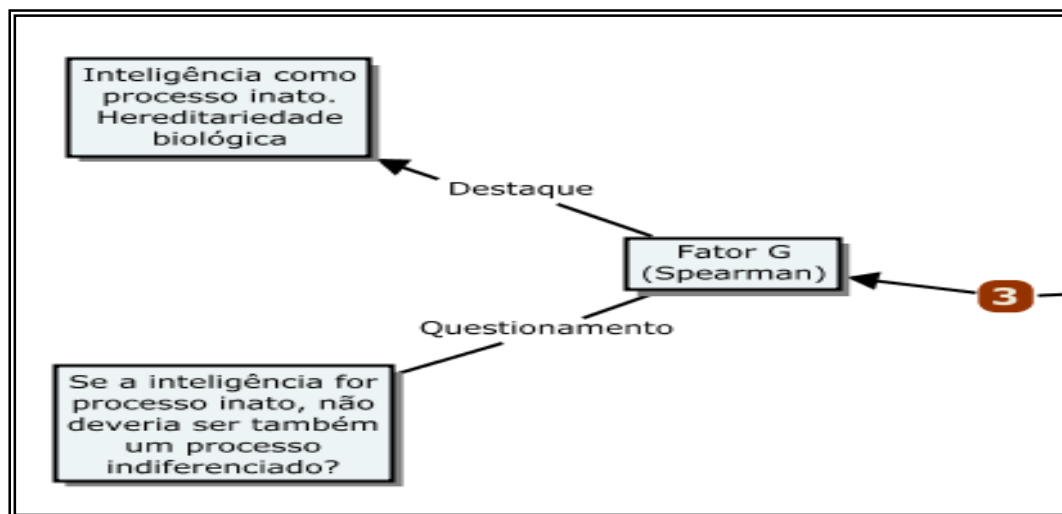 Inteligência como
processo inato.
Hereditariedade
biológica
Destaque
Fator G
(Spearman)
3
Questionamento
Se a inteligência for
processo inato, não
deveria ser também
um processo
indiferenciado?